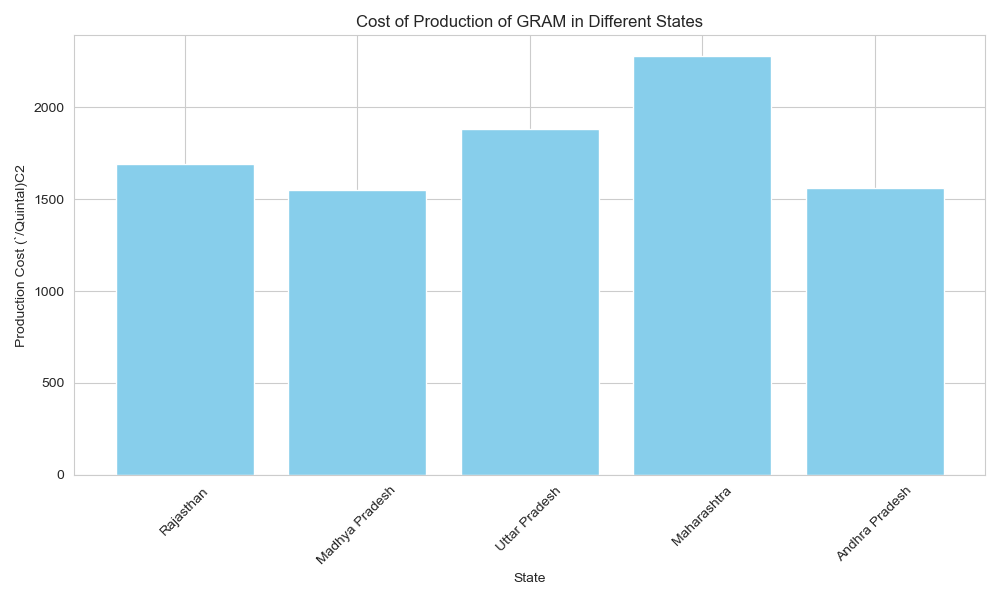 Cost of Production of GRAM in Different States
Production Cost (`/Quintal)C2
2000
1500
1000
500
0
Rajasthan
Madhya Pradesh
Uttar Pradesh
Maharashtra
Andhra Pradesh
State